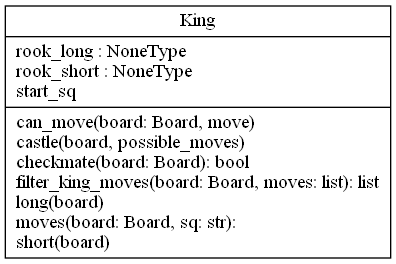 King
rook_long : NoneType
rook_short : NoneType
start_sq
can_move(board: Board, move)
castle(board, possible_moves)
checkmate(board: Board): bool
filter_king_moves(board: Board, moves: list): list
long(board)
moves(board: Board, sq: str):
short(board)